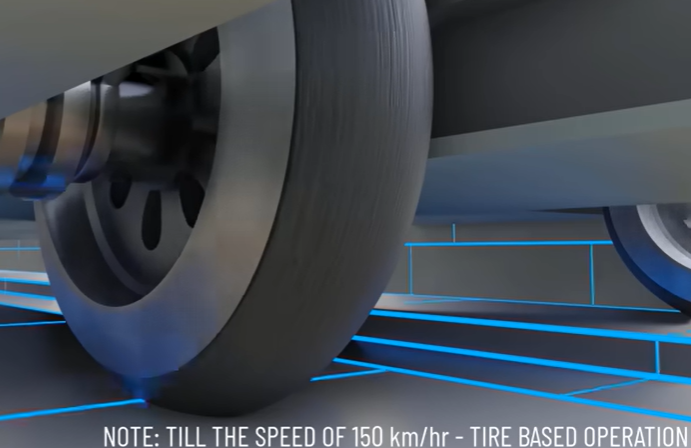 NOTE: TILL THE SPEED OF 150 km/hr - TIRE BASED OPERATION